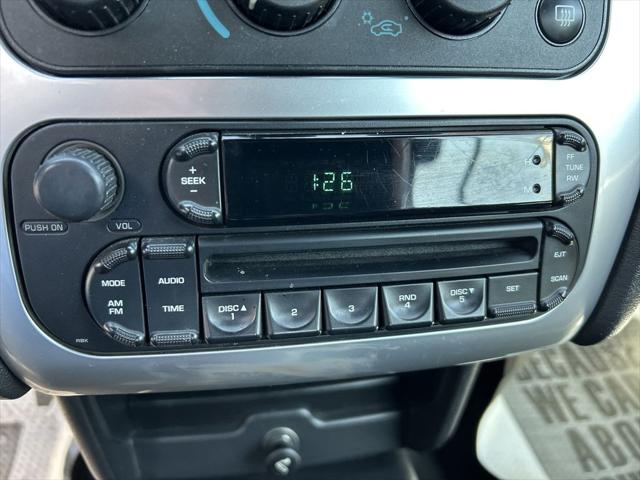 +
SEEK
-
1:26
H
M
FF
TUNE
RW
PUSH ON
VOL
MODE
AM
FM
AUDIO
TIME
DISC ▲
1
2
3
RND
4
DISC ▼
5
SET
EJT
SCAN
RBK
BECAUSE
WE CA
ABO